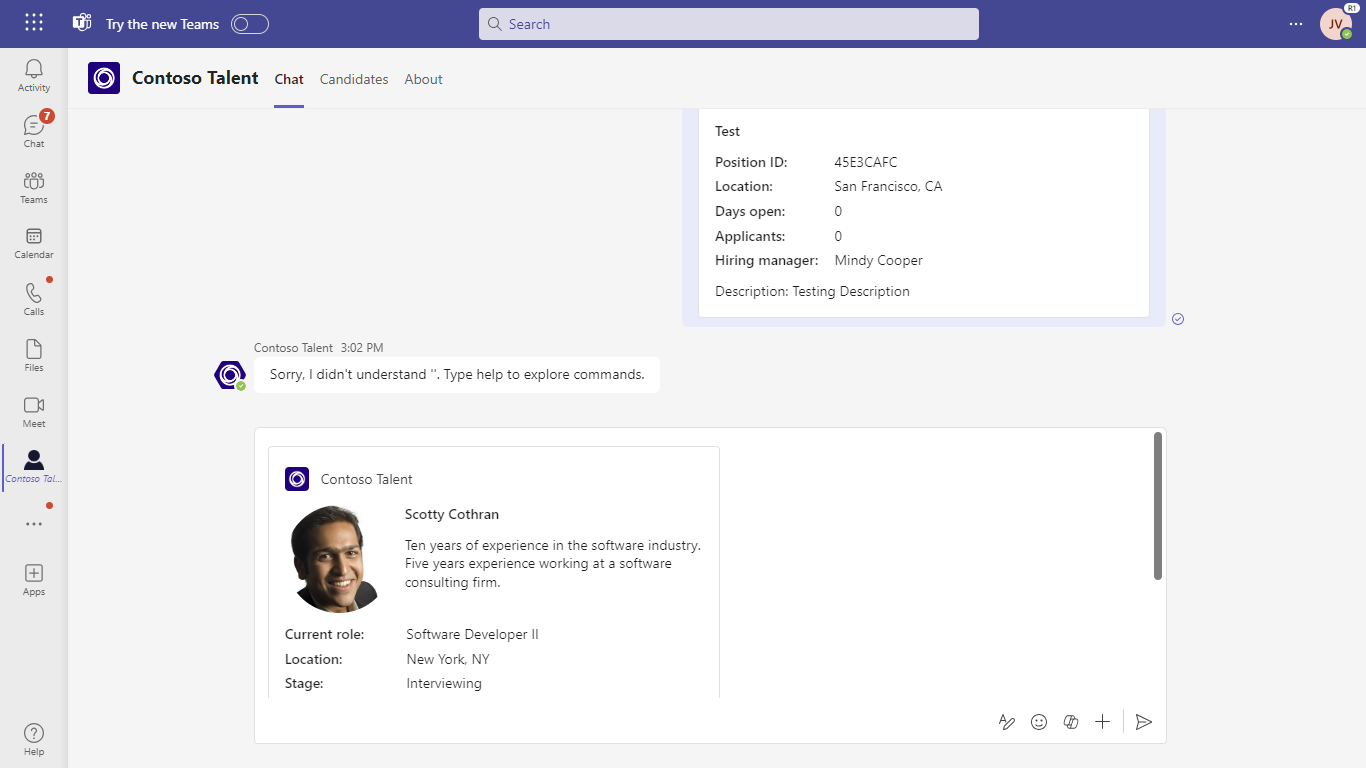 Try the new Teams
Search
JV
R1
Activity
7
Chat
Teams
Calendar
Calls
Files
Meet
Contoso Tal...
Apps
Help
Contoso Talent
Chat
Candidates
About
Test
Position ID: 45E3CAFC
Location: San Francisco, CA
Days open: 0
Applicants: 0
Hiring manager: Mindy Cooper
Description: Testing Description
Contoso Talent 3:02 PM
Sorry, I didn't understand ''. Type help to explore commands.
Contoso Talent
Scotty Cothran
Ten years of experience in the software industry.
Five years experience working at a software
consulting firm.
Current role: Software Developer II
Location: New York, NY
Stage: Interviewing